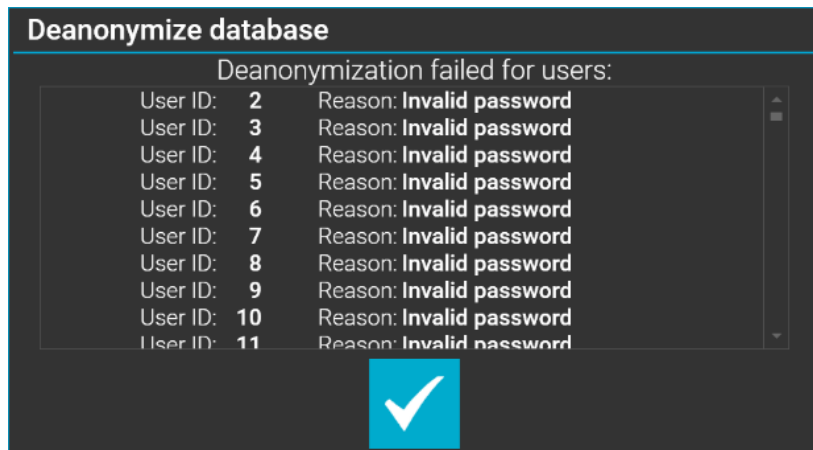 Deanonymize database
Deanonymization failed for users:
User ID: 2 Reason: Invalid password
User ID: 3 Reason: Invalid password
User ID: 4 Reason: Invalid password
User ID: 5 Reason: Invalid password
User ID: 6 Reason: Invalid password
User ID: 7 Reason: Invalid password
User ID: 8 Reason: Invalid password
User ID: 9 Reason: Invalid password
User ID: 10 Reason: Invalid password
User ID: 11 Reason: Invalid password